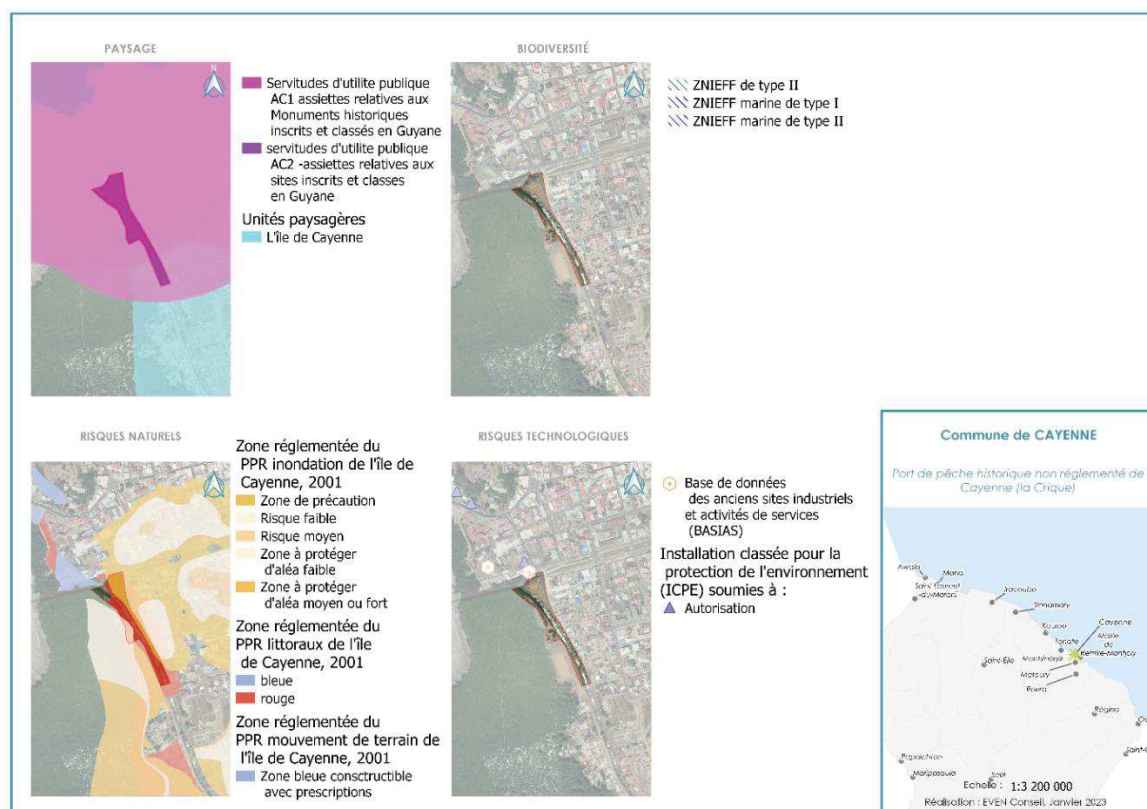 PAYSAGE
N
Servitudes d'utilite publique
AC1 assiettes relatives aux
Monuments historiques
inscrits et classés en Guyane
servitudes d'utilite publique
AC2 -assiettes relatives aux
sites inscrits et classes
en Guyane
Unités paysagères
L'île de Cayenne
BIODIVERSITÉ
ZNIEFF de type II
ZNIEFF marine de type I
ZNIEFF marine de type II
RISQUES NATURELS
Zone réglementée du
PPR inondation de l'île de
Cayenne, 2001
Zone de précaution
Risque faible
Risque moyen
Zone à protéger
d'aléa faible
Zone à protéger
d'aléa moyen ou fort
Zone réglementée du
PPR littoraux de l'île
de Cayenne, 2001
bleue
rouge
Zone réglementée du
PPR mouvement de terrain de
l'île de Cayenne, 2001
Zone bleue consctructible
avec prescriptions
RISQUES TECHNOLOGIQUES
Base de données
des anciens sites industriels
et activités de services
(BASIAS)
Installation classée pour la
protection de l'environnement
(ICPE) soumies à :
Autorisation
Commune de CAYENNE
Port de pêche historique non réglementé de
Cayenne (la Crique)
Awala
Mana
Saint Laurent
-du-Maroni
Iracoubo
Sinnamary
Kourou
Cayenne
Tonate
Mairie
de
Remire-Montjoly
Macouria
Saint-Élie
Matoury
Roura
Régina
Papaichton
Maripasoula
Saül
Echelle : 1:3 200 000
Réalisation : EVEN Conseil, Janvier 2023